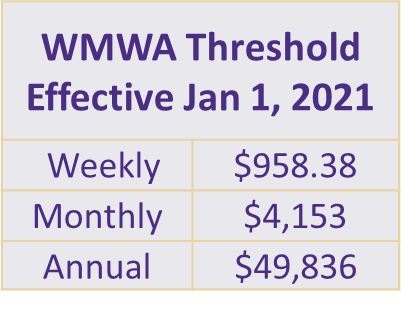 WMWA Threshold
Effective Jan 1, 2021
Weekly $958.38
Monthly $4,153
Annual $49,836